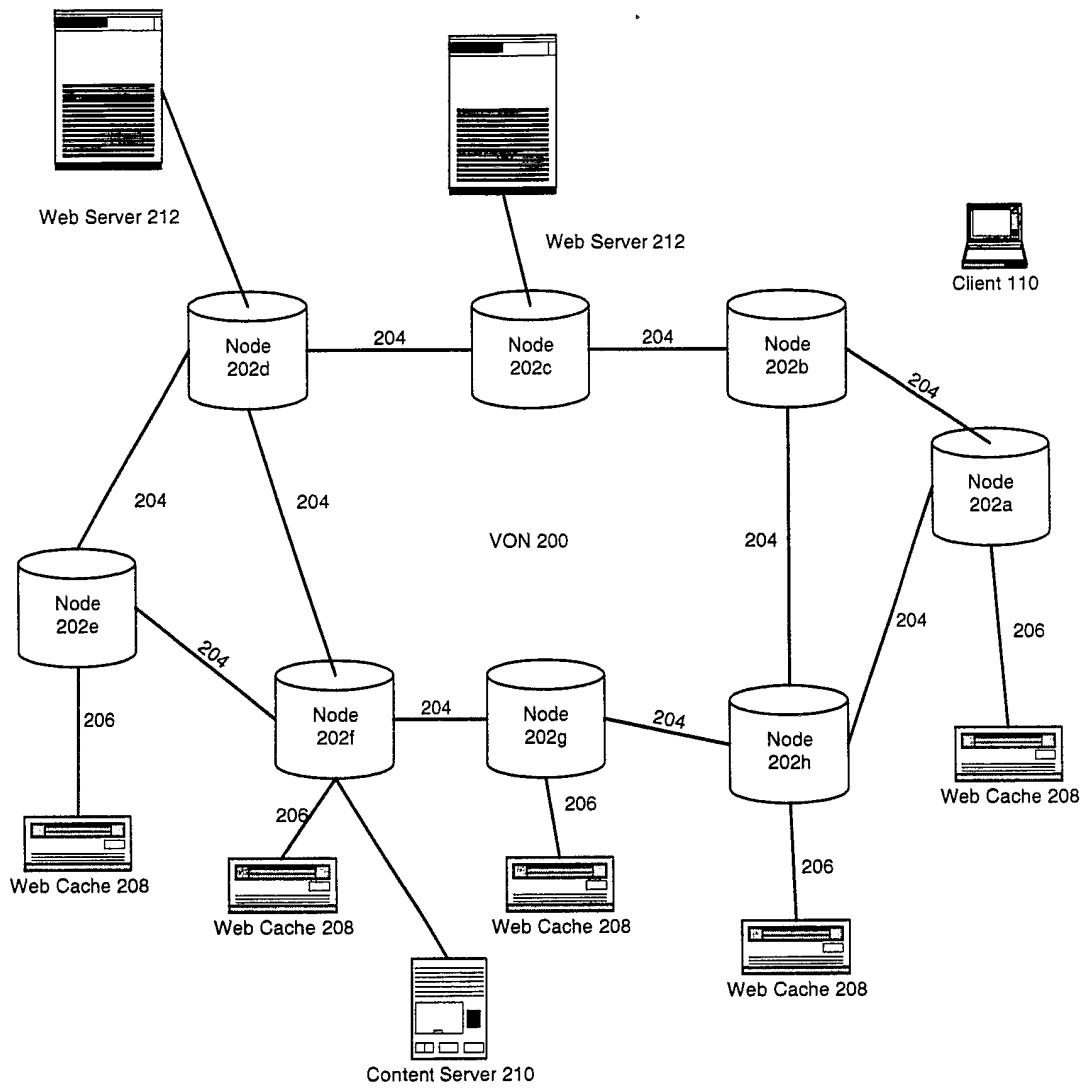 Web Server 212
Web Server 212
Client 110
Node
202d
204
Node
202c
204
Node
202b
204
Node
202a
204
204
VON 200
204
204
206
Node
202e
204
206
Node
202f
204
Node
202g
204
Node
202h
206
206
206
Web Cache 208
Web Cache 208
Web Cache 208
Web Cache 208
Web Cache 208
Content Server 210